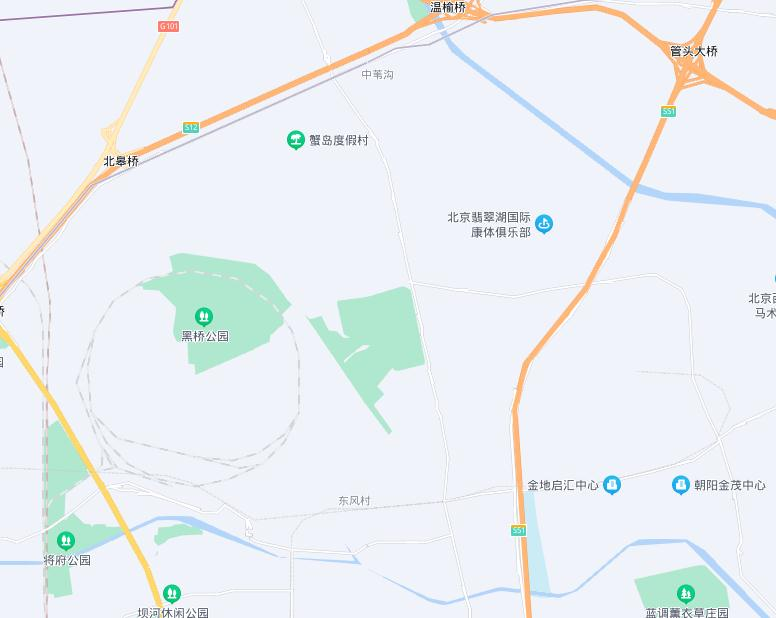 温榆桥
G101
管头大桥
中苇沟
S51
S12
蟹岛度假村
北皋桥
北京翡翠湖国际
康体俱乐部
马术
桥
黑桥公园
金地启汇中心
朝阳金茂中心
东风村
S51
将府公园
坝河休闲公园
蓝调薰衣草庄园